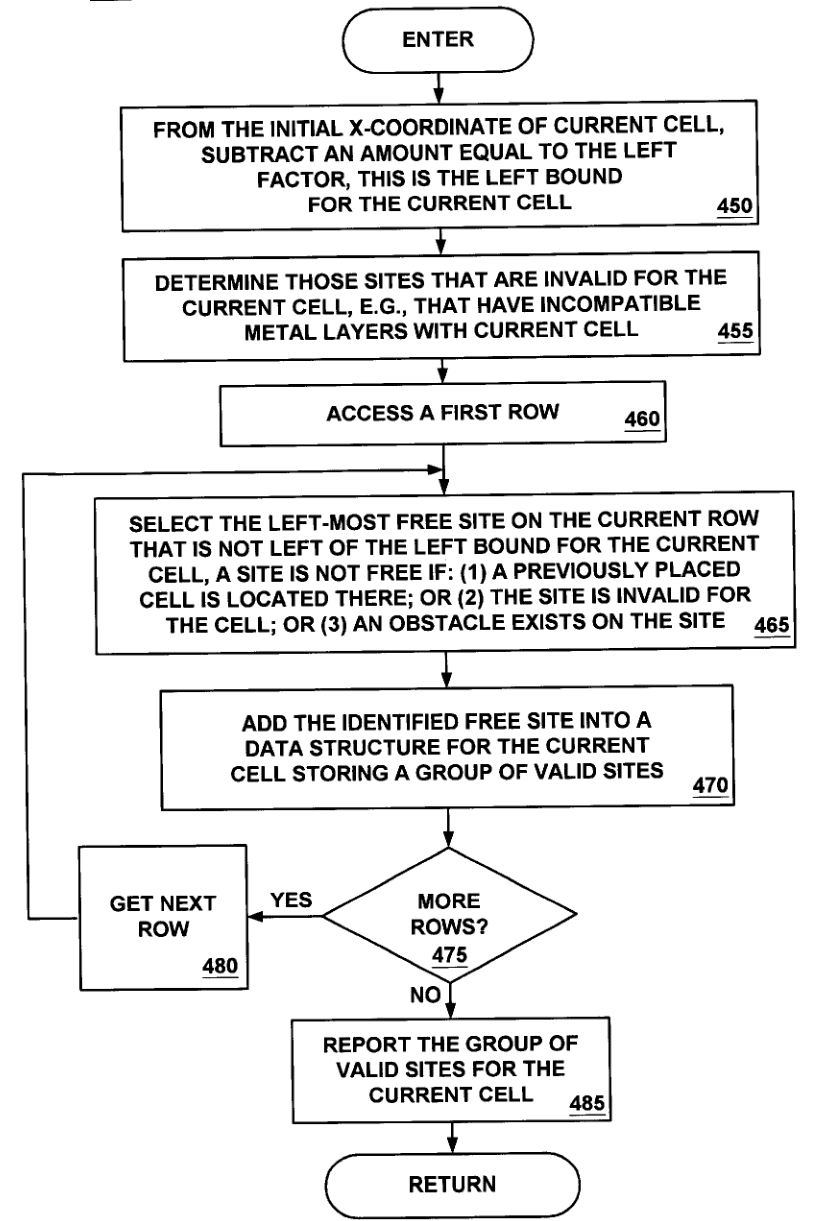 ENTER
FROM THE INITIAL X-COORDINATE OF CURRENT CELL,
SUBTRACT AN AMOUNT EQUAL TO THE LEFT
FACTOR, THIS IS THE LEFT BOUND
FOR THE CURRENT CELL
450
DETERMINE THOSE SITES THAT ARE INVALID FOR THE
CURRENT CELL, E.G., THAT HAVE INCOMPATIBLE
METAL LAYERS WITH CURRENT CELL
455
ACCESS A FIRST ROW
460
SELECT THE LEFT-MOST FREE SITE ON THE CURRENT ROW
THAT IS NOT LEFT OF THE LEFT BOUND FOR THE CURRENT
CELL, A SITE IS NOT FREE IF: (1) A PREVIOUSLY PLACED
CELL IS LOCATED THERE; OR (2) THE SITE IS INVALID FOR
THE CELL; OR (3) AN OBSTACLE EXISTS ON THE SITE
465
ADD THE IDENTIFIED FREE SITE INTO A
DATA STRUCTURE FOR THE CURRENT
CELL STORING A GROUP OF VALID SITES
470
MORE
ROWS?
475
YES
GET NEXT
ROW
480
NO
REPORT THE GROUP OF
VALID SITES FOR THE
CURRENT CELL
485
RETURN